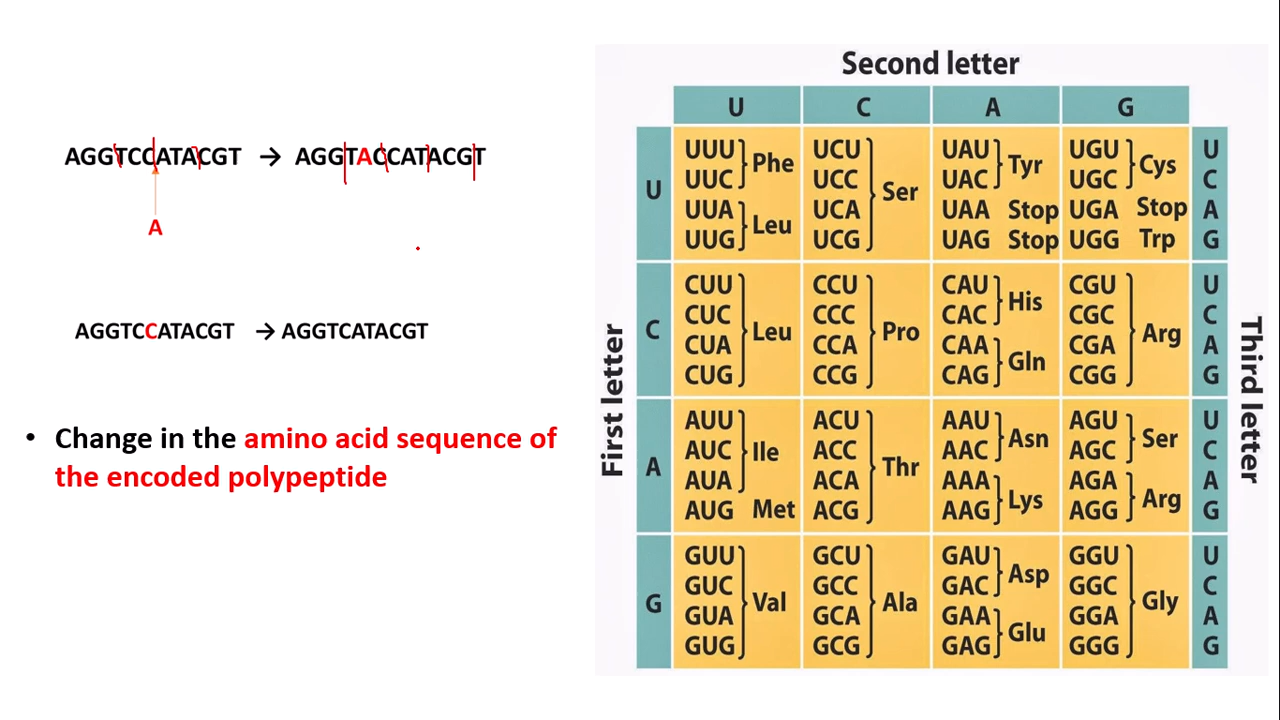 AGGTCCATACGT → AGGTACCATACGT
A
AGGTCCATACGT → AGGTCATACGT
• Change in the amino acid sequence of
the encoded polypeptide
Second letter
U C A G
First letter
Third letter
U
UUU UCU UAU UGU U
UUC Phe UCC UAC Tyr UGC Cys C
UUA UCA Ser UAA Stop UGA Stop A
UUG Leu UCG UAG Stop UGG Trp G
C
CUU CCU CAU CGU U
CUC CCC CAC His CGC C
CUA Leu CCA Pro CAA CGA Arg A
CUG CCG CAG Gln CGG G
A
AUU ACU AAU AGU U
AUC Ile ACC AAC Asn AGC Ser C
AUA ACA Thr AAA AGA A
AUG Met ACG AAG Lys AGG Arg G
G
GUU GCU GAU GGU U
GUC GCC GAC Asp GGC C
GUA Val GCA Ala GAA GGA Gly A
GUG GCG GAG Glu GGG G